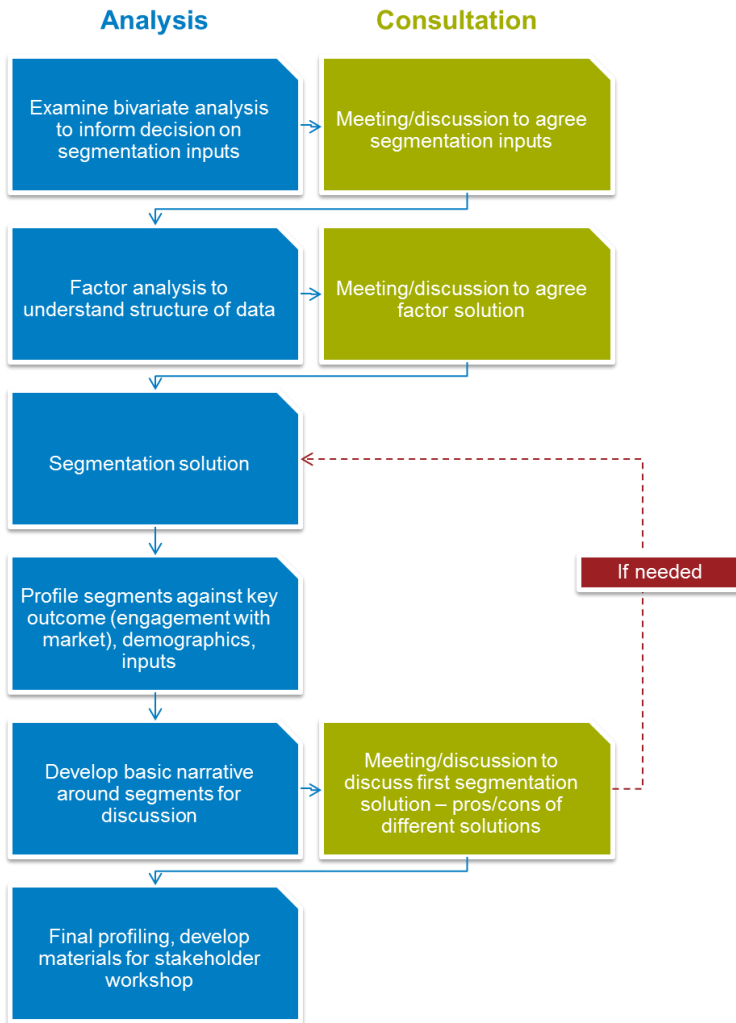 Analysis
Consultation
Examine bivariate analysis
to inform decision on
segmentation inputs
Meeting/discussion to agree
segmentation inputs
Factor analysis to
understand structure of data
Meeting/discussion to agree
factor solution
Segmentation solution
If needed
Profile segments against key
outcome (engagement with
market), demographics,
inputs
Develop basic narrative
around segments for
discussion
Meeting/discussion to
discuss first segmentation
solution – pros/cons of
different solutions
Final profiling, develop
materials for stakeholder
workshop